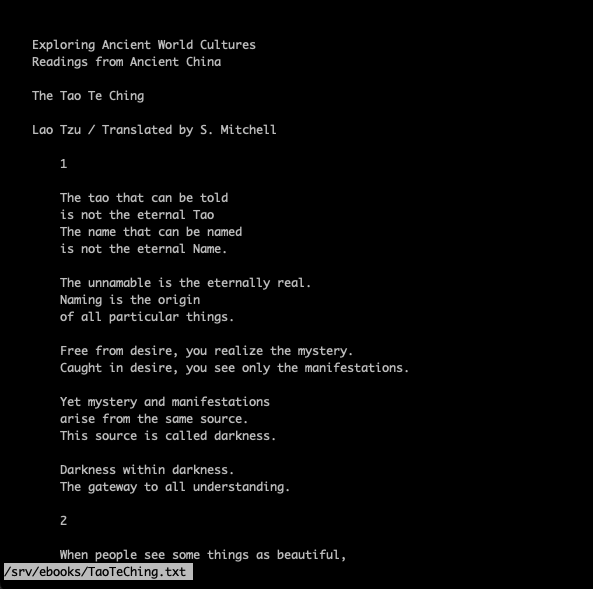 Exploring Ancient World Cultures
Readings from Ancient China
The Tao Te Ching
Lao Tzu / Translated by S. Mitchell
1
The tao that can be told
is not the eternal Tao
The name that can be named
is not the eternal Name.
The unnamable is the eternally real.
Naming is the origin
of all particular things.
Free from desire, you realize the mystery.
Caught in desire, you see only the manifestations.
Yet mystery and manifestations
arise from the same source.
This source is called darkness.
Darkness within darkness.
The gateway to all understanding.
2
When people see some things as beautiful,
/srv/ebooks/TaoTeChing.txt